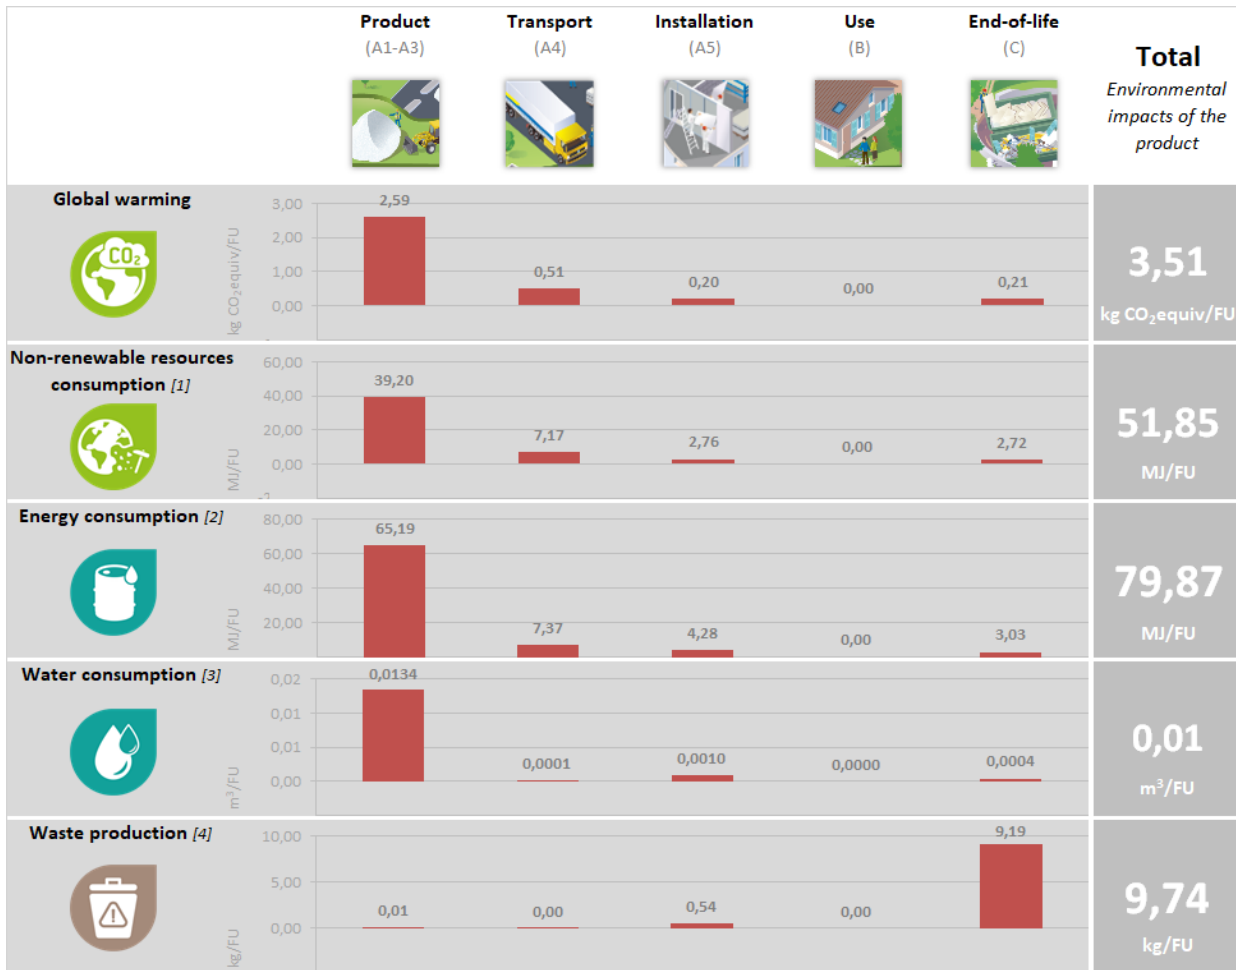 Product
(A1-A3)
Transport
(A4)
Installation
(A5)
Use
(B)
End-of-life
(C)
Total
Environmental
impacts of the
product
Global warming
CO2
kg CO2equiv/FU
3,00
2,00
1,00
0,00
2,59
0,51
0,20
0,00
0,21
3,51
kg CO2equiv/FU
Non-renewable resources
consumption [1]
MJ/FU
60,00
40,00
20,00
0,00
39,20
7,17
2,76
0,00
2,72
51,85
MJ/FU
Energy consumption [2]
MJ/FU
80,00
60,00
40,00
20,00
65,19
7,37
4,28
0,00
3,03
79,87
MJ/FU
Water consumption [3]
m³/FU
0,02
0,01
0,01
0,00
0,0134
0,0001
0,0010
0,0000
0,0004
0,01
m³/FU
Waste production [4]
kg/FU
10,00
5,00
0,00
0,01
0,00
0,54
0,00
9,19
9,74
kg/FU